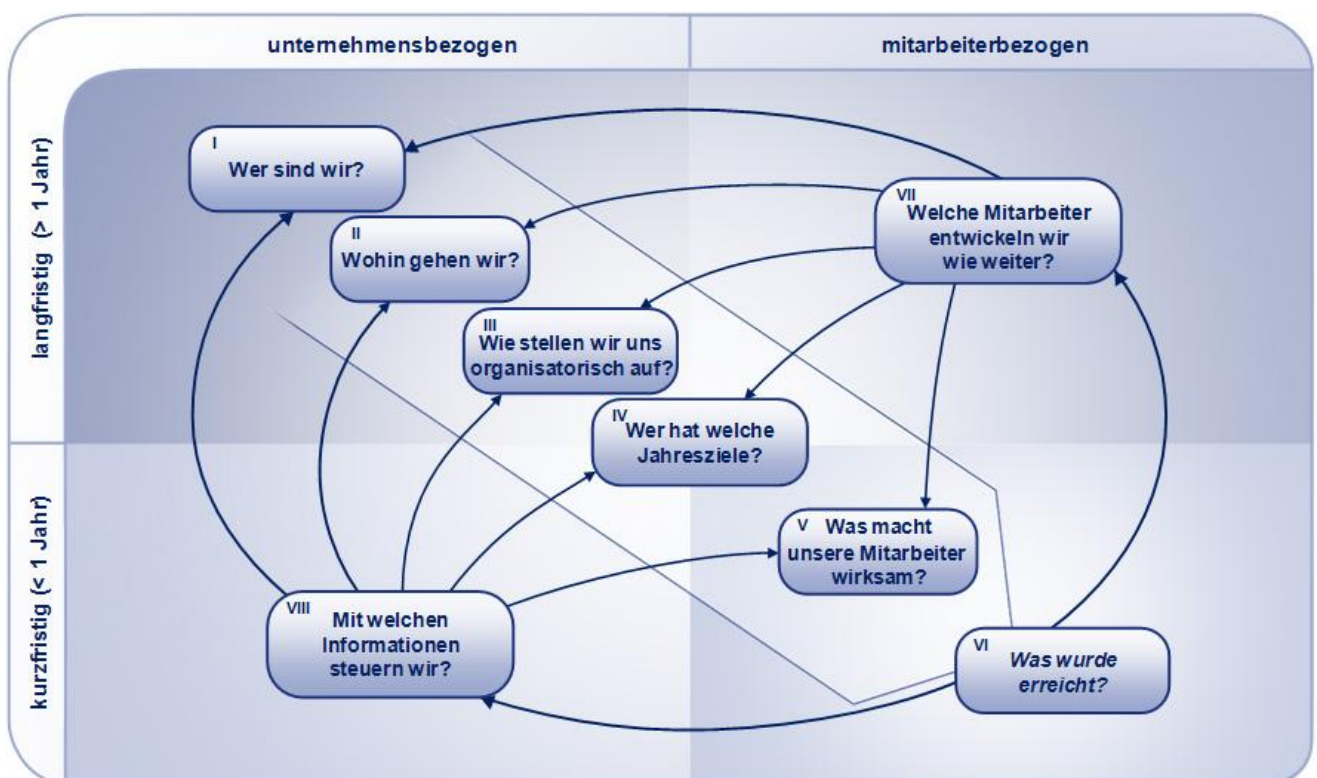 unternehmensbezogen
mitarbeiterbezogen
langfristig (> 1 Jahr)
kurzfristig (< 1 Jahr)
I
Wer sind wir?
II
Wohin gehen wir?
III
Wie stellen wir uns
organisatorisch auf?
IV
Wer hat welche
Jahresziele?
V Was macht
unsere Mitarbeiter
wirksam?
VI
Was wurde
erreicht?
VII
Welche Mitarbeiter
entwickeln wir
wie weiter?
VIII
Mit welchen
Informationen
steuern wir?